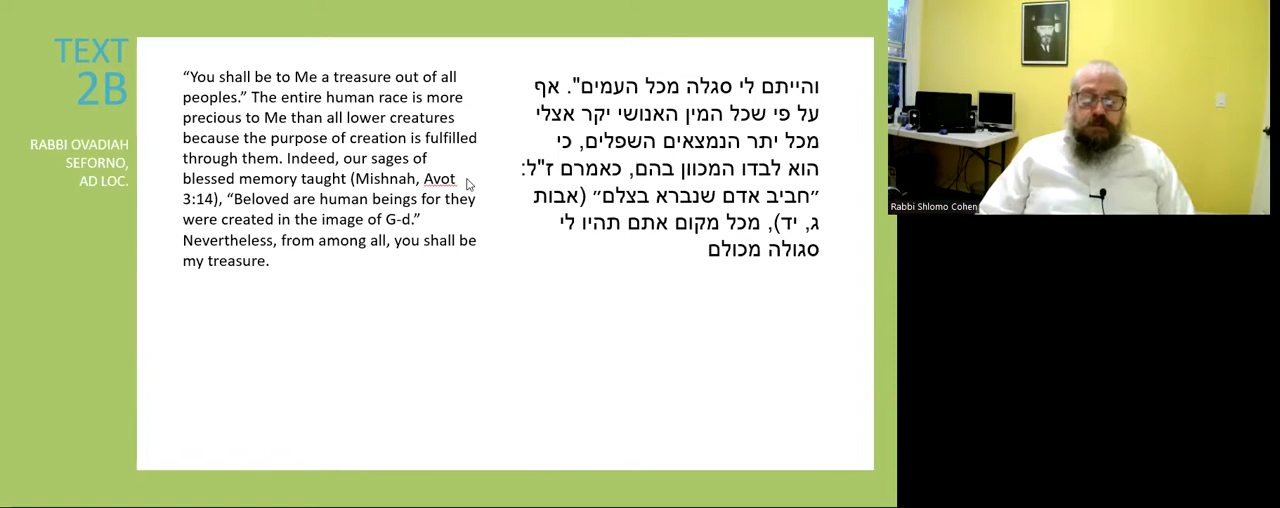 TEXT
2B
RABBI OVADIAH
SEFORNO,
AD LOC.
“You shall be to Me a treasure out of all
peoples.” The entire human race is more
precious to Me than all lower creatures
because the purpose of creation is fulfilled
through them. Indeed, our sages of
blessed memory taught (Mishnah, Avot
3:14), “Beloved are human beings for they
were created in the image of G-d.”
Nevertheless, from among all, you shall be
my treasure.
והייתם לי סגלה מכל העמים". אף
על פי שכל המין האנושי יקר אצלי
מכל יתר הנמצאים השפלים, כי
הוא לבדו המכוון בהם, כאמרם ז"ל:
״חביב אדם שנברא בצלם״ (אבות
ג, יד), מכל מקום אתם תהיו לי
סגולה מכולם
Rabbi Shlomo Cohen